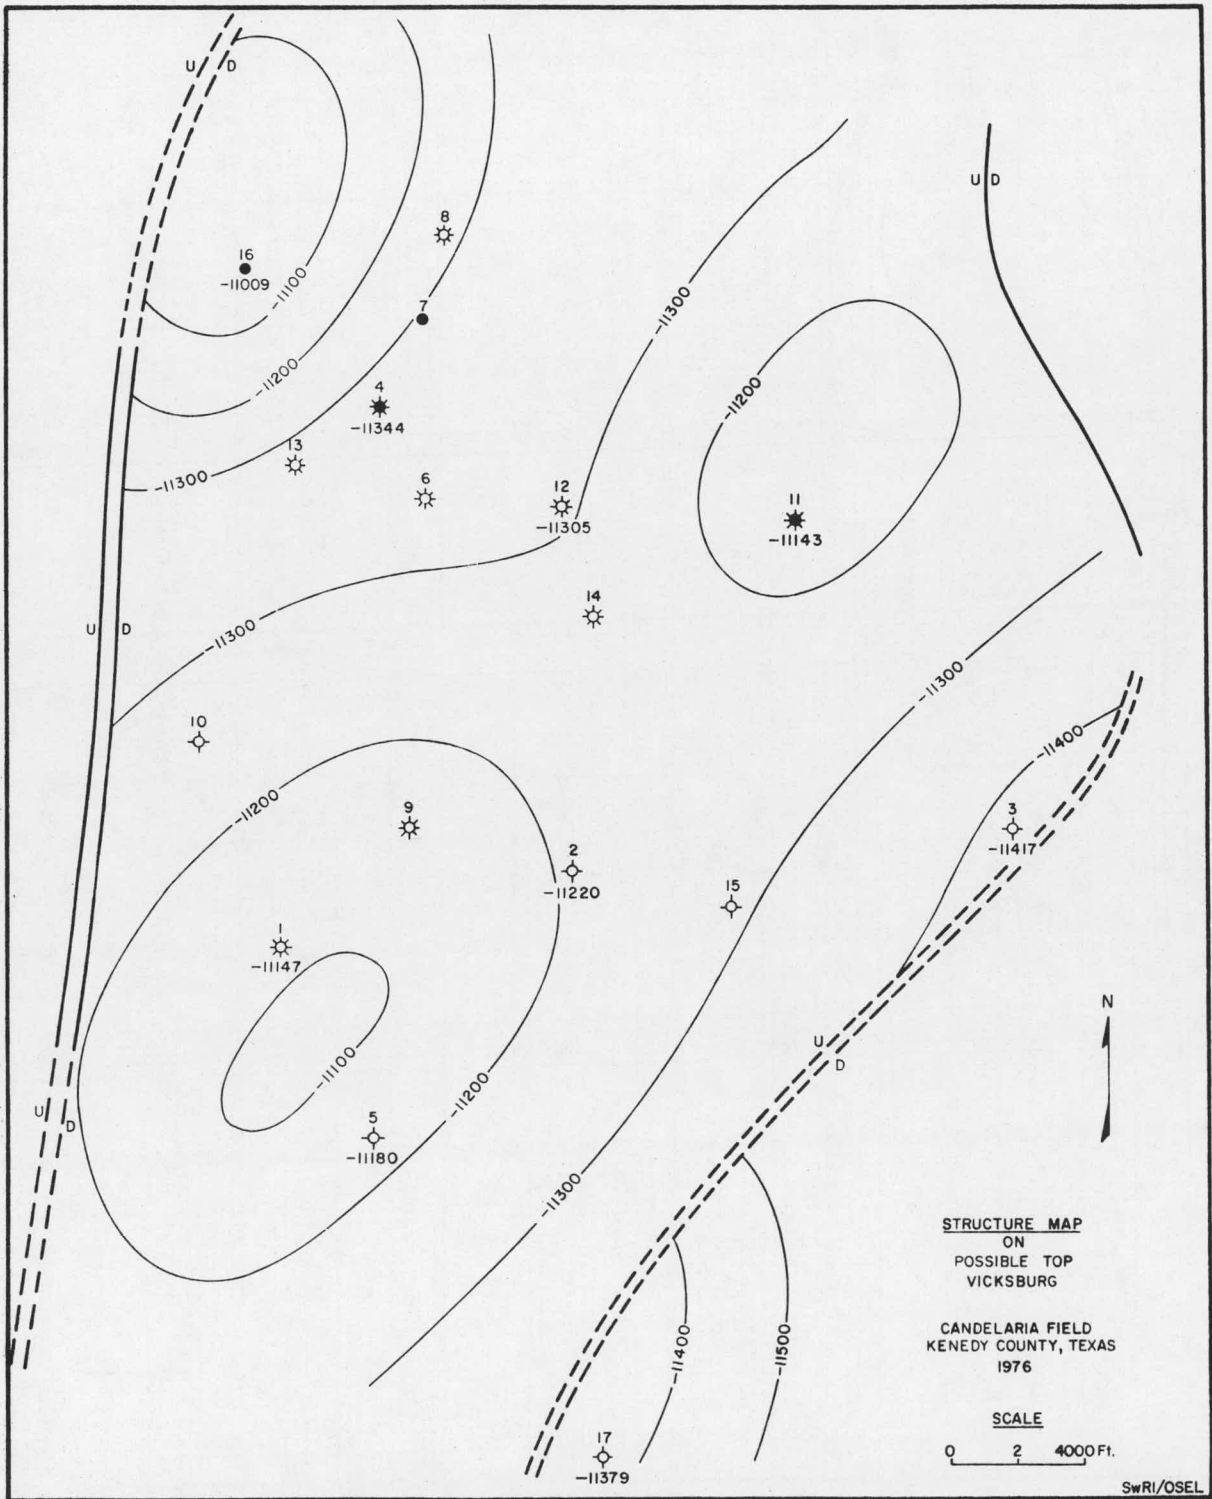 U
D
8
U D
16
-11009
-11100
7
-11300
-11200
4
-11344
-11200
13
-11300
6
12
-11305
11
-11143
14
U D
-11300
-11300
10
-11400
-11200
9
3
-11417
2
-11220
15
1
-11147
N
U
D
-11100
-11200
U
D
5
-11180
-11300
STRUCTURE MAP
ON
POSSIBLE TOP
VICKSBURG
CANDELARIA FIELD
KENEDY COUNTY, TEXAS
1976
-11400
-11500
SCALE
0 2 4000 Ft.
17
-11379
SwRI/OSEL